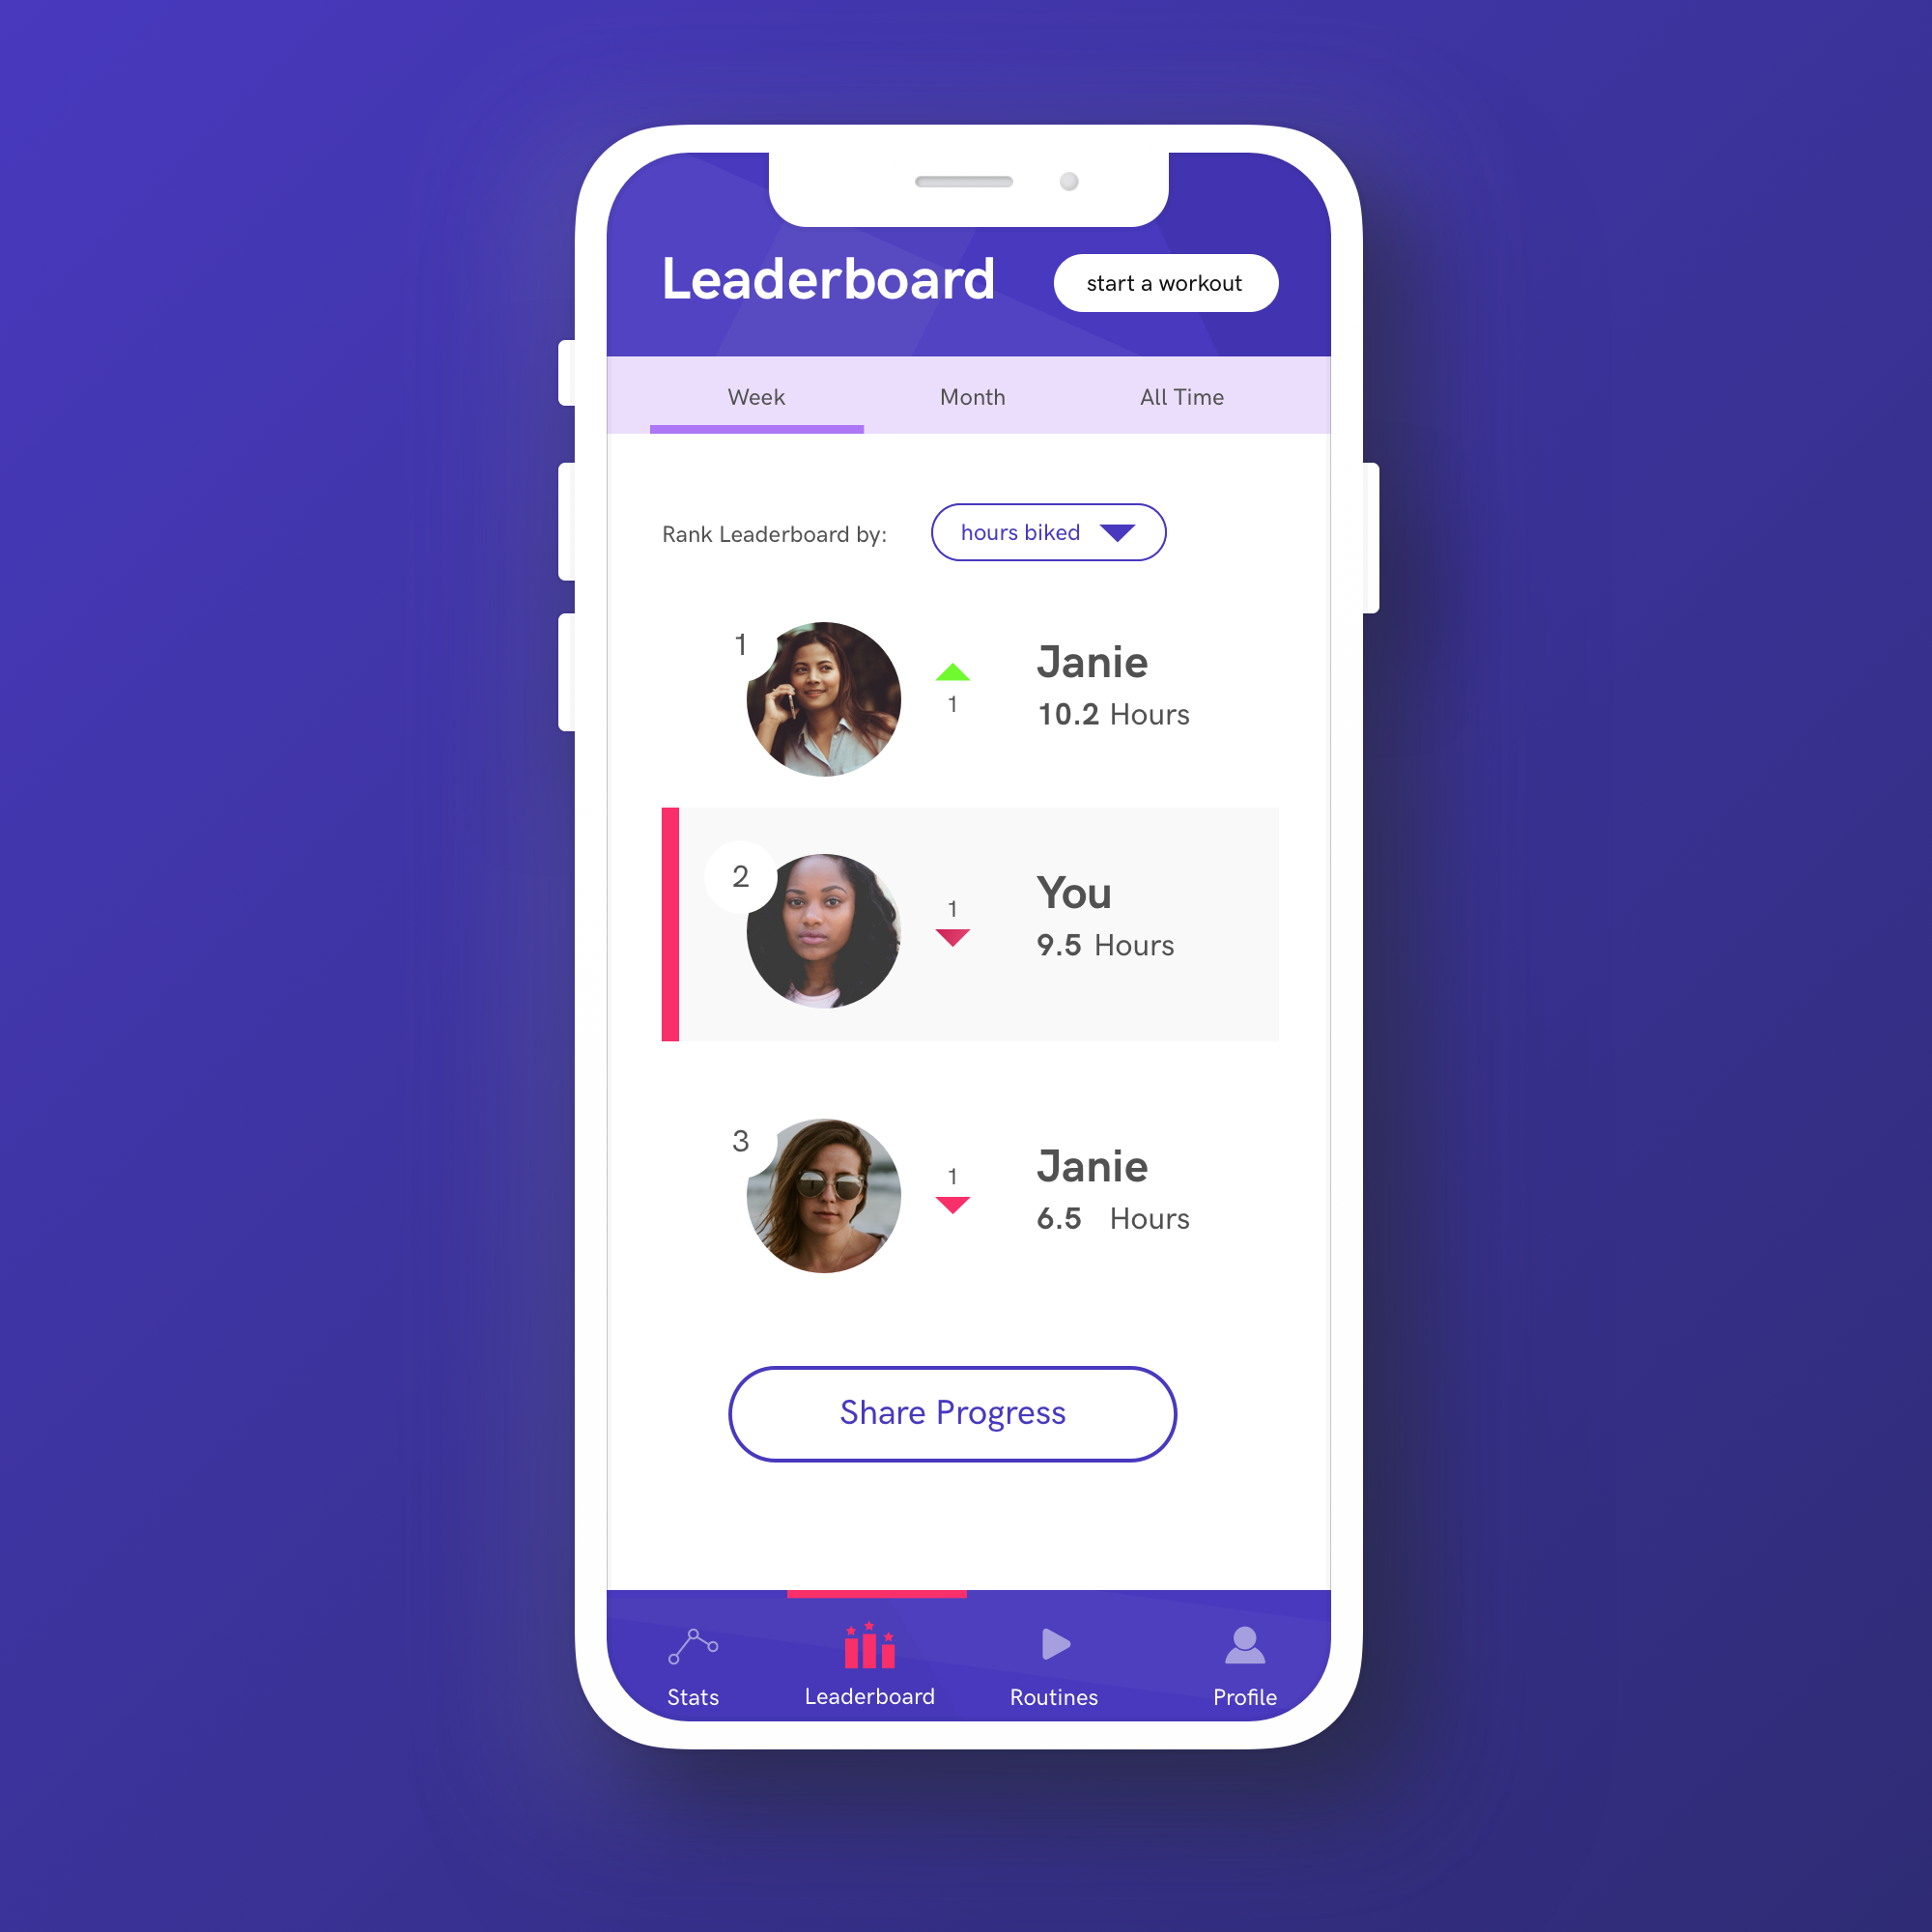 Leaderboard
start a workout
Week Month All Time
Rank Leaderboard by: hours biked
1
1
Janie
10.2 Hours
2
1
You
9.5 Hours
3
1
Janie
6.5 Hours
Share Progress
Stats Leaderboard Routines Profile